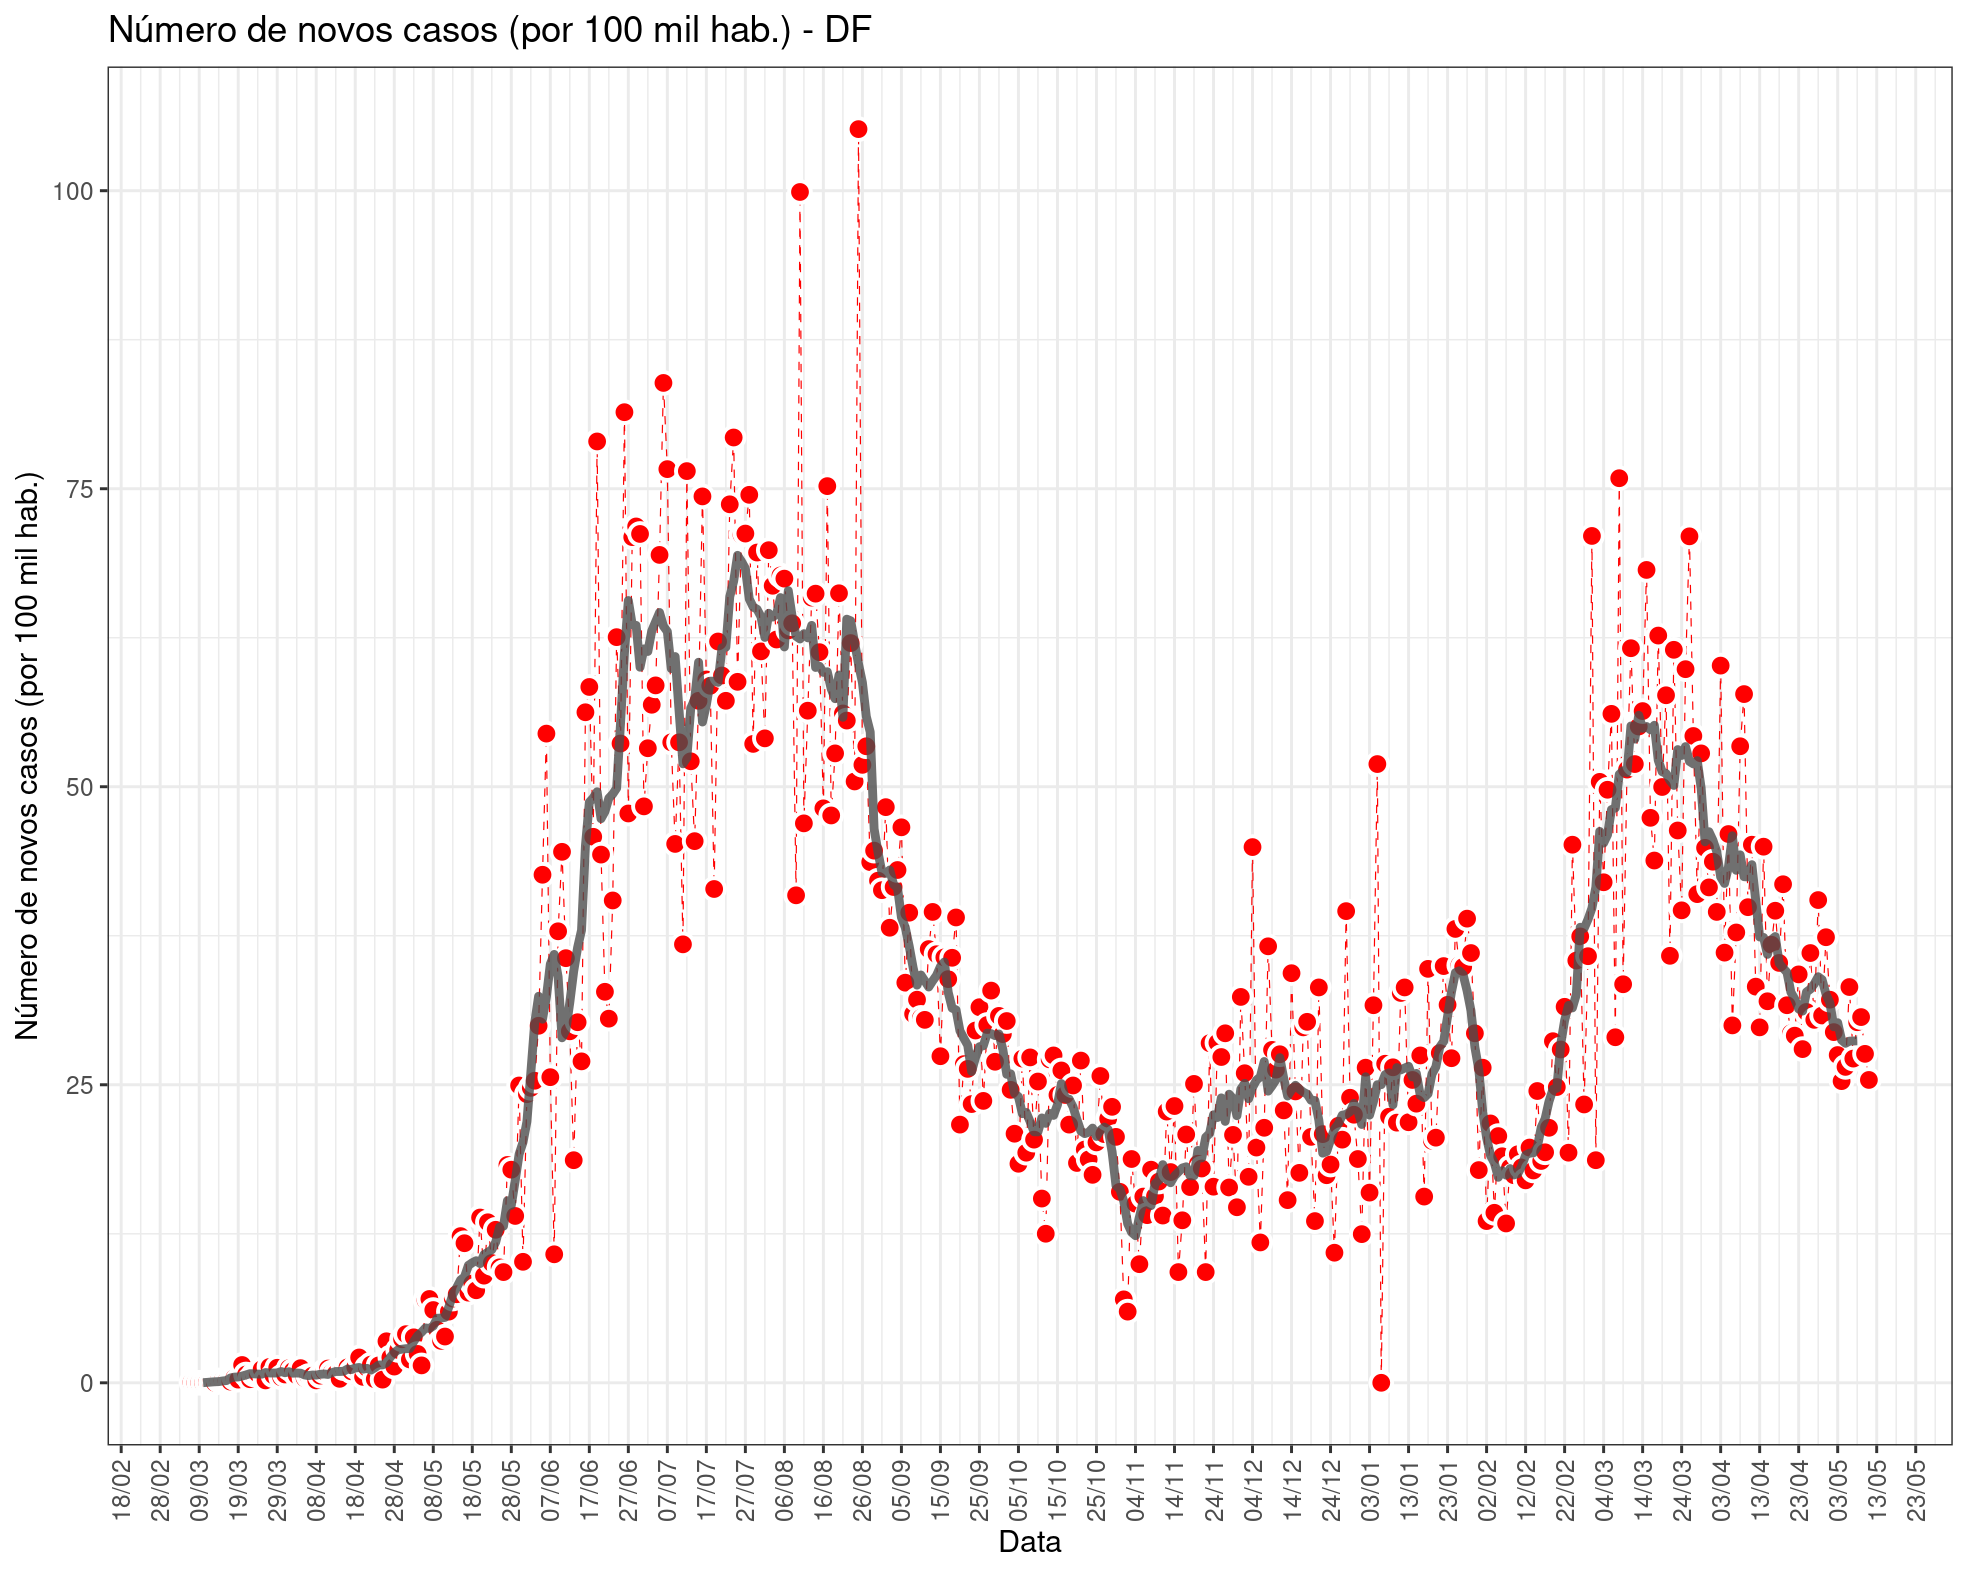 Número de novos casos (por 100 mil hab.) - DF
Número de novos casos (por 100 mil hab.)
100
75
50
25
0
18/02 28/02 09/03 19/03 29/03 08/04 18/04 28/04 08/05 18/05 28/05 07/06 17/06 27/06 07/07 17/07 27/07 06/08 16/08 26/08 05/09 15/09 25/09 05/10 15/10 25/10 04/11 14/11 24/11 04/12 14/12 24/12 03/01 13/01 23/01 02/02 12/02 22/02 04/03 14/03 24/03 03/04 13/04 23/04 03/05 13/05 23/05
Data